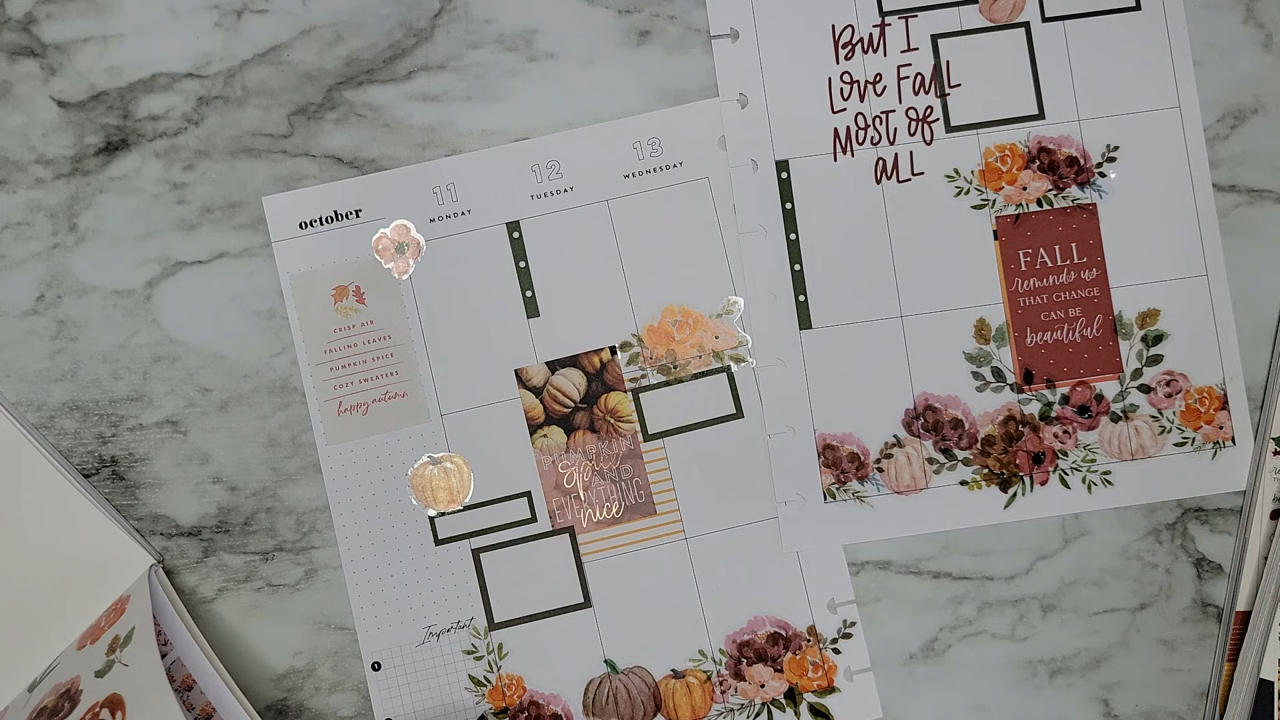 But I
Love Fall
Most of
all
october
11
MONDAY
12
TUESDAY
13
WEDNESDAY
CRISP AIR
FALLING LEAVES
PUMPKIN SPICE
COZY SWEATERS
happy autumn
PUMPKIN
Spice AND
EVERYTHING
nice
FALL
reminds us
THAT CHANGE
CAN BE
beautiful
Important
1